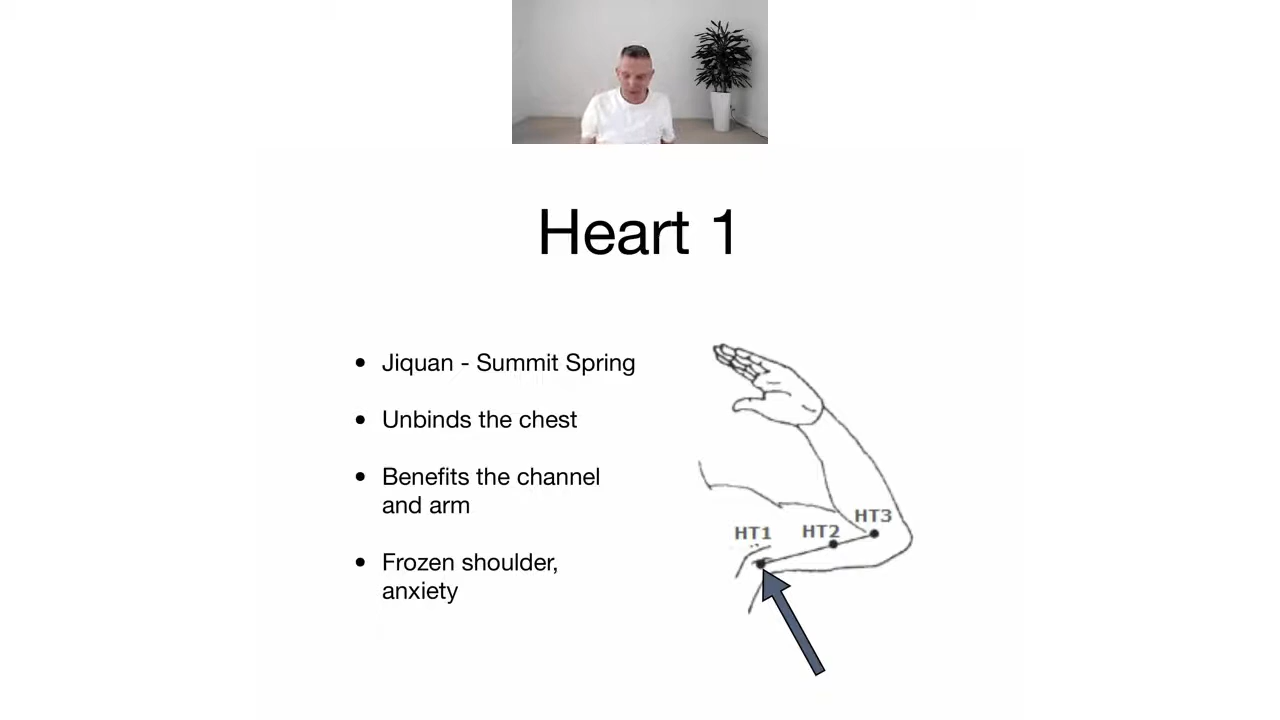 Heart 1
• Jiquan - Summit Spring
• Unbinds the chest
• Benefits the channel
and arm
• Frozen shoulder,
anxiety
HT3
HT1 HT2